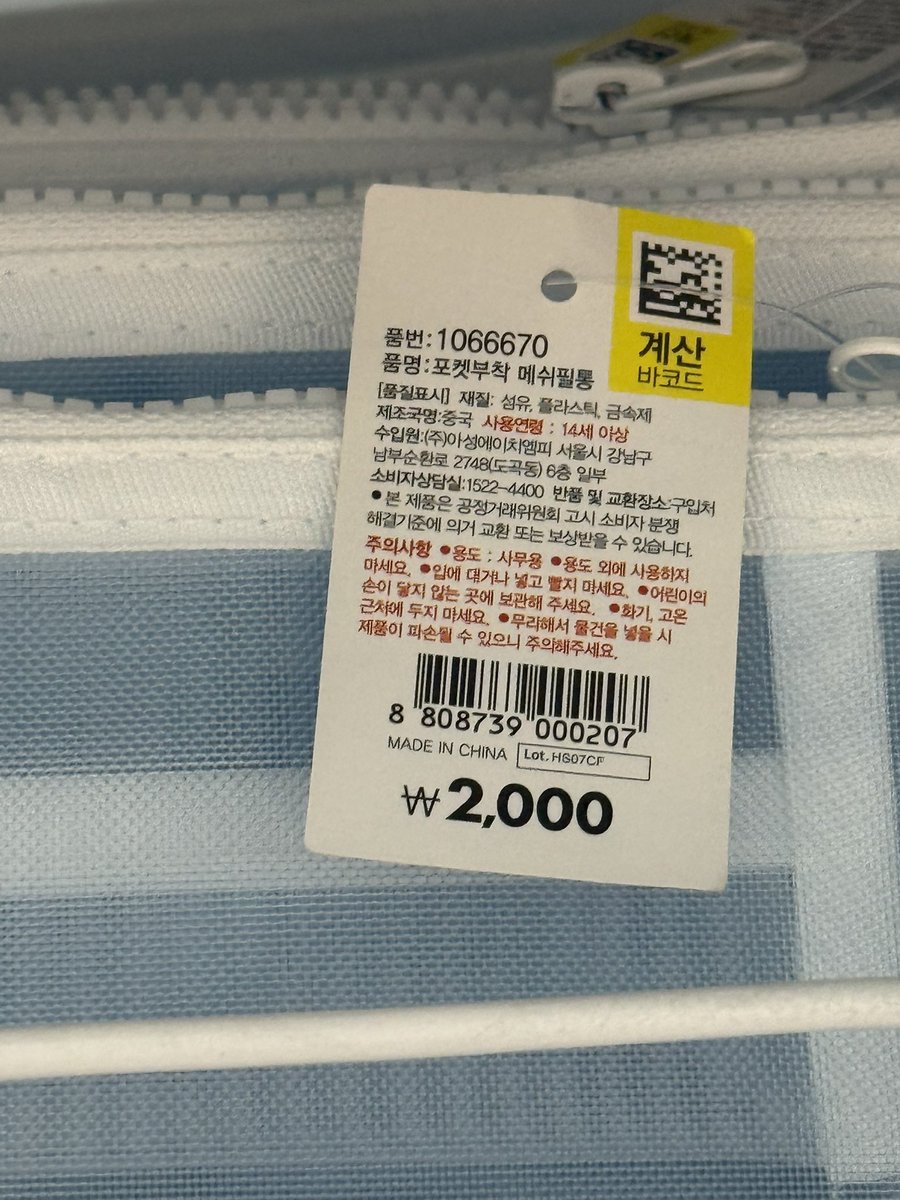 계산
바코드
품번:1066670
품명:포켓부착 메쉬필통
[품질표시] 재질: 섬유, 플라스틱, 금속제
제조국명:중국 사용연령 : 14세 이상
수입원:(주)아성에이치엠피 서울시 강남구
남부순환로 2748(도곡동) 6층 일부
소비자상담실:1522-4400 반품 및 교환장소:구입처
●본 제품은 공정거래위원회 고시 소비자 분쟁
해결기준에 의거 교환 또는 보상받을 수 있습니다.
주의사항 ●용도 : 사무용 ●용도 외에 사용하지
마세요. ●입에 대거나 넣고 빨지 마세요. ●어린이의
손이 닿지 않는 곳에 보관해 주세요. ●화기, 고온
근처에 두지 마세요. ●무리해서 물건을 넣을 시
제품이 파손될 수 있으니 주의해주세요.
8 808739 000207
MADE IN CHINA Lot. HG07CF
₩2,000